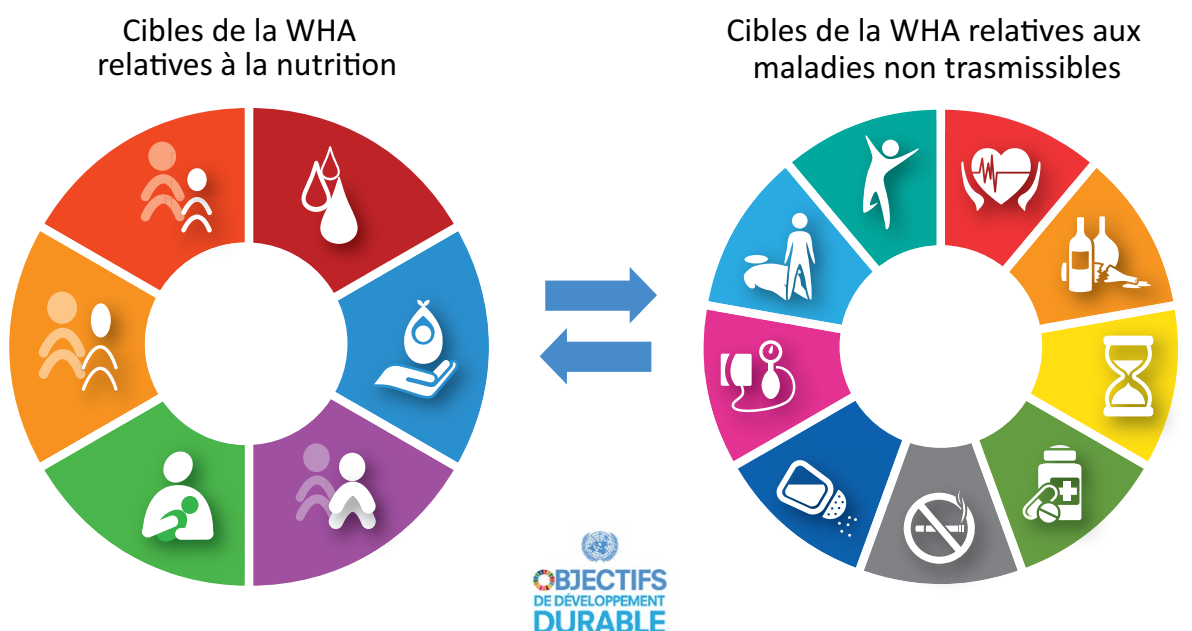 Cibles de la WHA
relatives à la nutrition
Cibles de la WHA relatives aux
maladies non trasmissibles
OBJECTIFS
DE DÉVELOPPEMENT
DURABLE